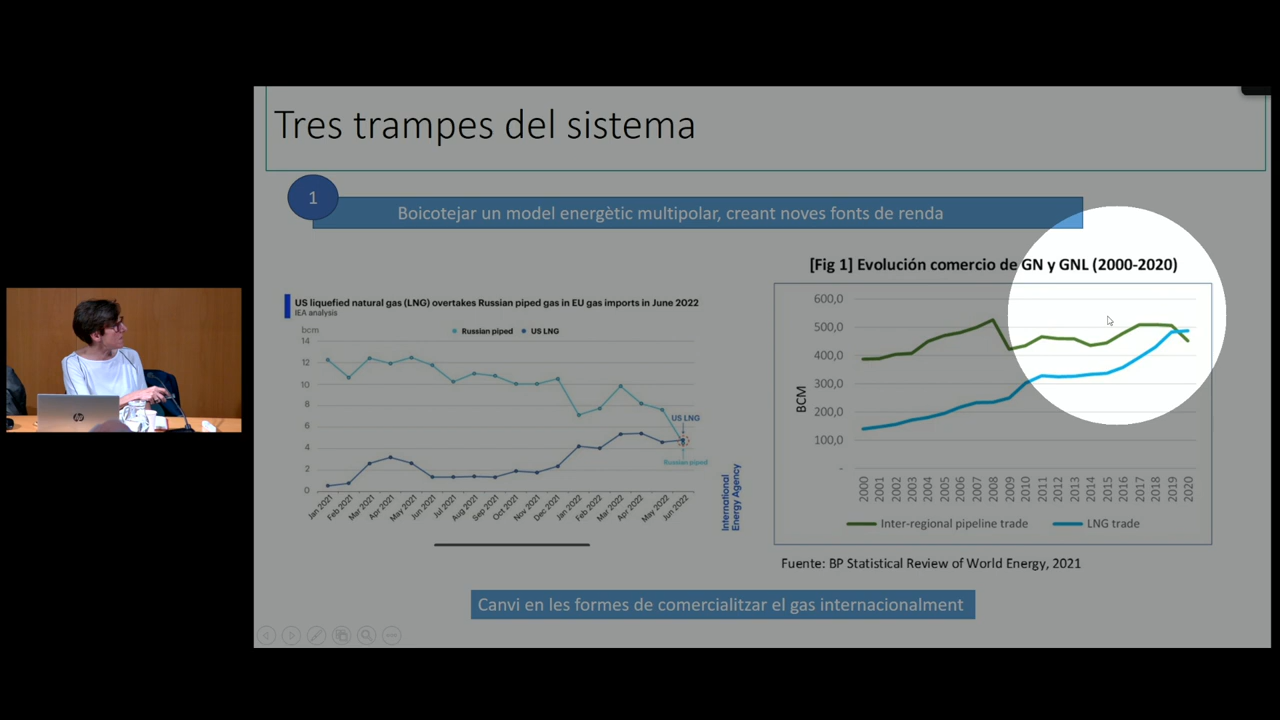 Tres trampes del sistema
1
Boicotejar un model energètic multipolar, creant noves fonts de renda
US liquefied natural gas (LNG) overtakes Russian piped gas in EU gas imports in June 2022
IEA analysis
bcm
Russian piped
US LNG
14
12
10
8
6
4
2
0
US LNG
Russian piped
Jan 2021
Feb 2021
Mar 2021
Apr 2021
May 2021
Jun 2021
Jul 2021
Aug 2021
Sep 2021
Oct 2021
Nov 2021
Dec 2021
Jan 2022
Feb 2022
Mar 2022
Apr 2022
May 2022
Jun 2022
International
Energy Agency
[Fig 1] Evolución comercio de GN y GNL (2000-2020)
BCM
600,0
500,0
400,0
300,0
200,0
100,0
-
2000
2001
2002
2003
2004
2005
2006
2007
2008
2009
2010
2011
2012
2013
2014
2015
2016
2017
2018
2019
2020
Inter-regional pipeline trade
LNG trade
Fuente: BP Statistical Review of World Energy, 2021
Canvi en les formes de comercialitzar el gas internacionalment
hp